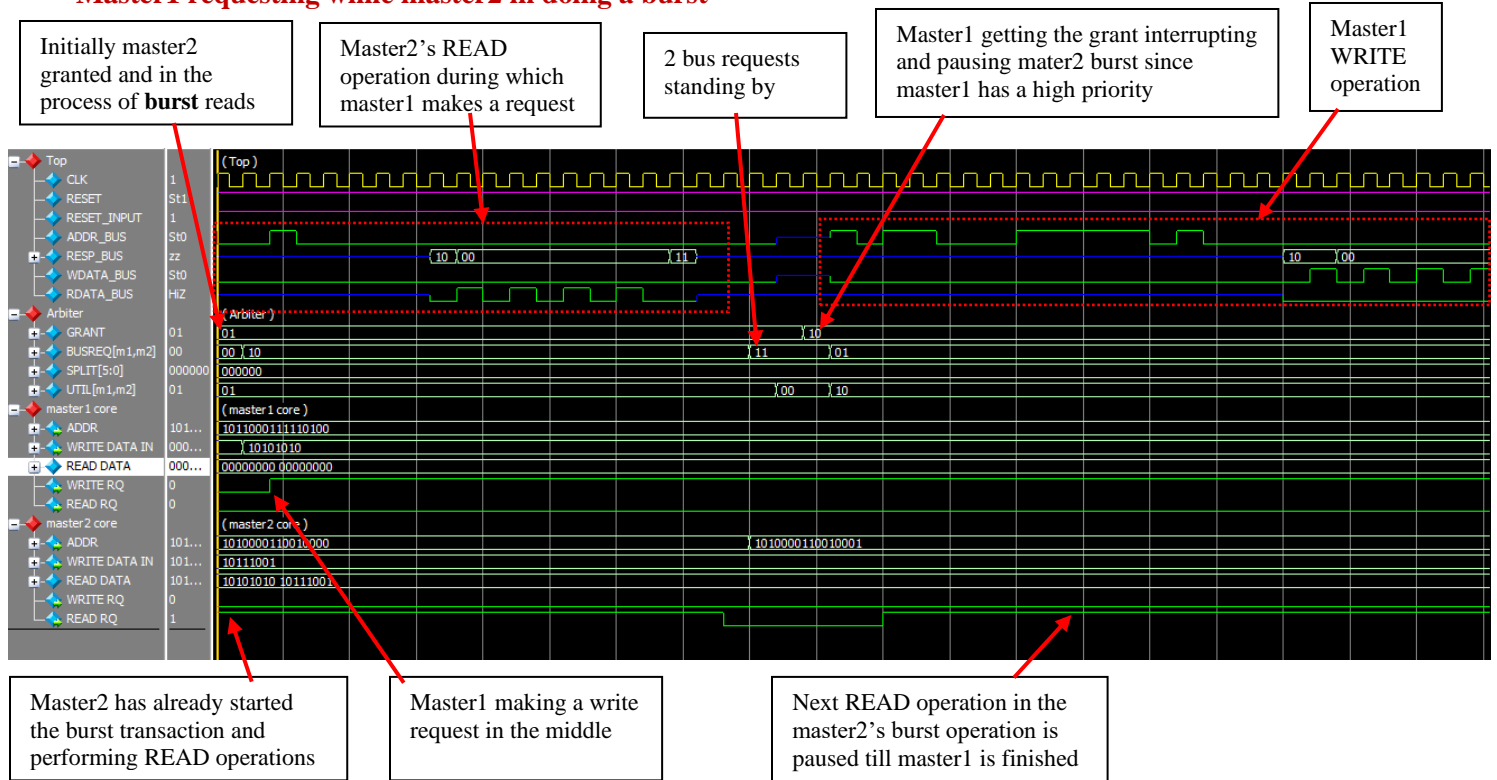 Master1 requesting while master2 in doing a burst
Initially master2
granted and in the
process of burst reads
Master2’s READ
operation during which
master1 makes a request
2 bus requests
standing by
Master1 getting the grant interrupting
and pausing mater2 burst since
master1 has a high priority
Master1
WRITE
operation
Top (Top)
CLK 1
RESET St1
RESET_INPUT 1
ADDR_BUS St0
RESP_BUS zz 10 00 11 10 00
WDATA_BUS St0
RDATA_BUS HiZ
Arbiter (Arbiter)
GRANT 01 01 10
BUSREQ[m1,m2] 00 00 10 11 01
SPLIT[5:0] 000000 000000
UTIL[m1,m2] 01 01 00 10
master1 core (master1 core)
ADDR 101... 1011000111110100
WRITE DATA IN 000... 10101010
READ DATA 000... 00000000 00000000
WRITE RQ 0
READ RQ 0
master2 core (master2 core)
ADDR 101... 1010000110010000 1010000110010001
WRITE DATA IN 101... 10111001
READ DATA 101... 10101010 10111001
WRITE RQ 0
READ RQ 1
Master2 has already started
the burst transaction and
performing READ operations
Master1 making a write
request in the middle
Next READ operation in the
master2’s burst operation is
paused till master1 is finished